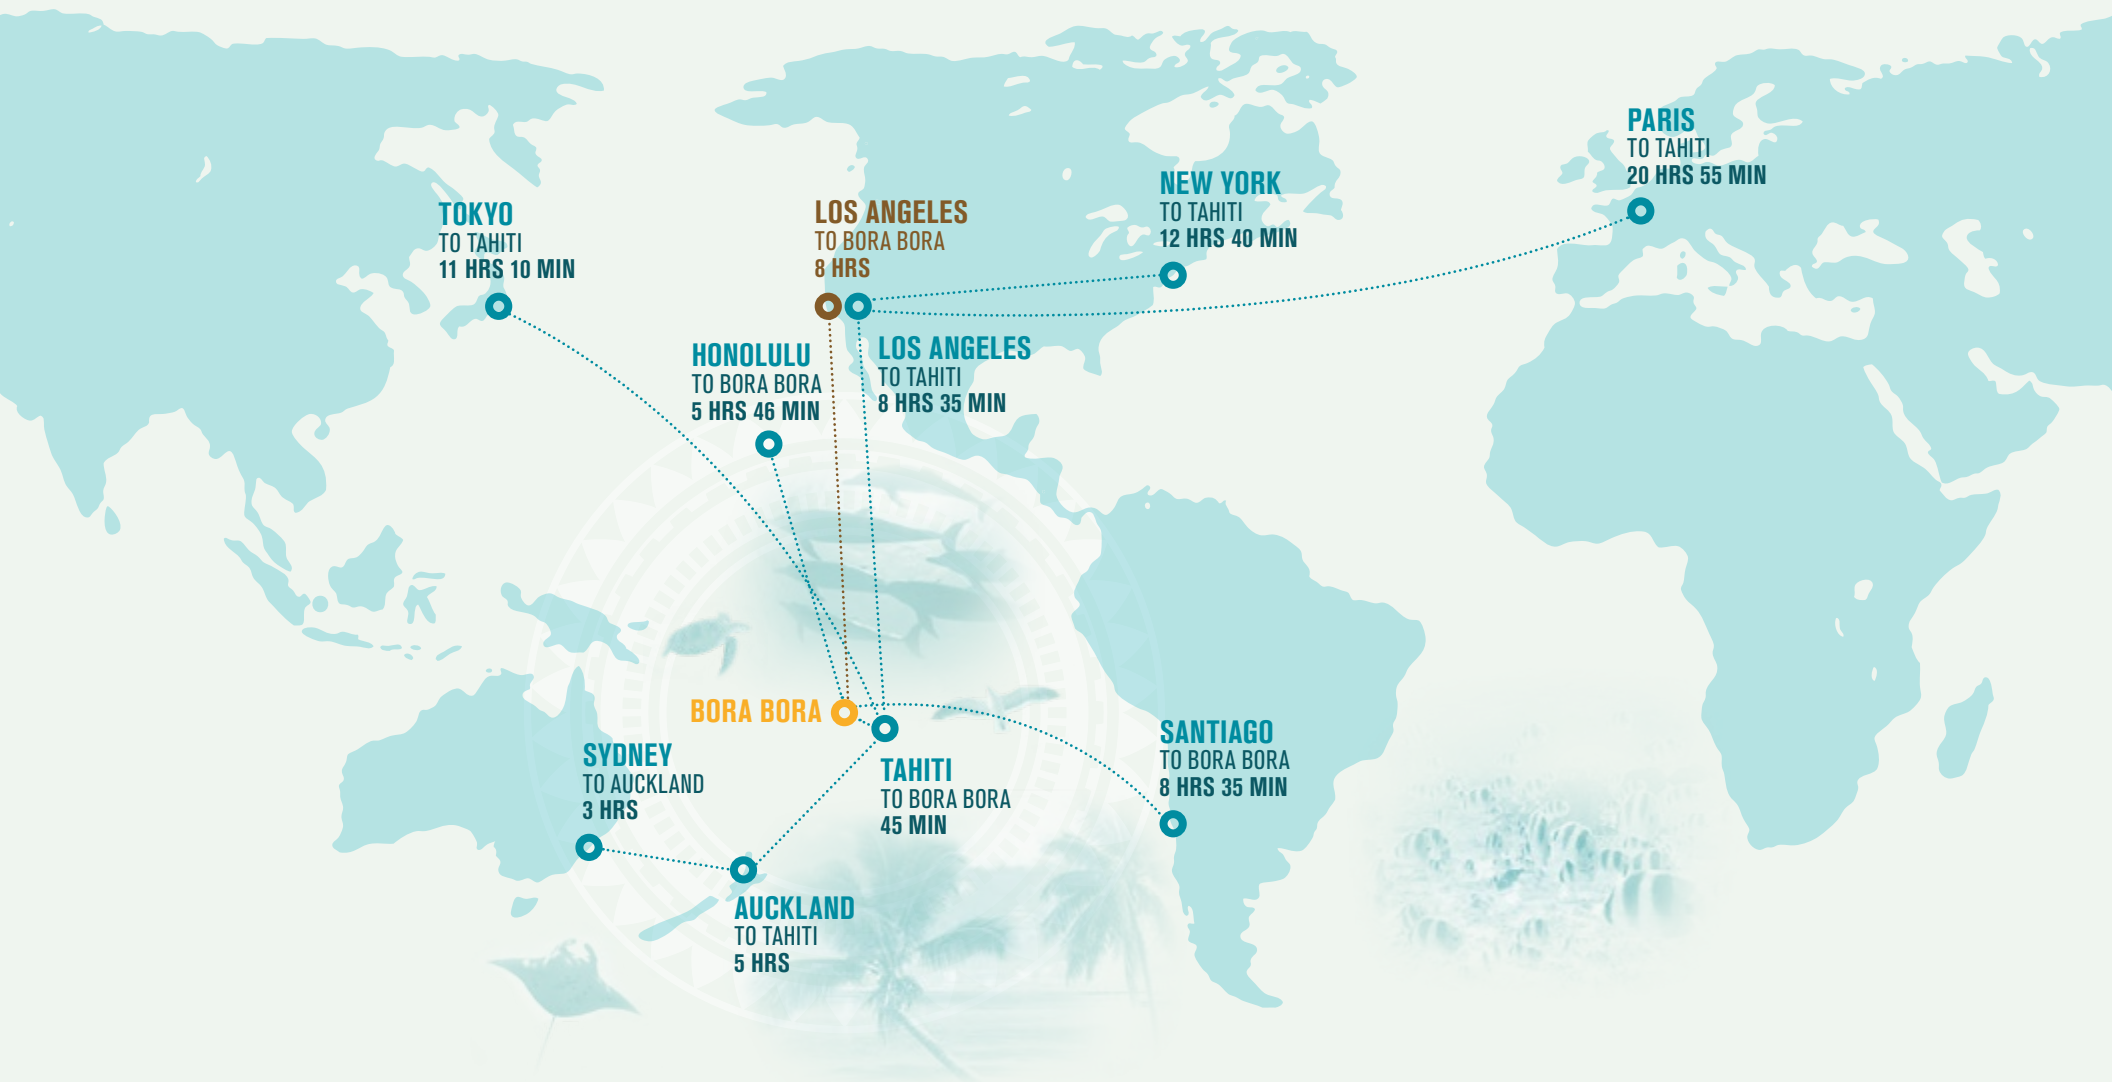 PARIS
TO TAHITI
20 HRS 55 MIN
NEW YORK
TO TAHITI
12 HRS 40 MIN
TOKYO
TO TAHITI
11 HRS 10 MIN
LOS ANGELES
TO BORA BORA
8 HRS
HONOLULU
TO BORA BORA
5 HRS 46 MIN
LOS ANGELES
TO TAHITI
8 HRS 35 MIN
BORA BORA
SYDNEY
TO AUCKLAND
3 HRS
TAHITI
TO BORA BORA
45 MIN
SANTIAGO
TO BORA BORA
8 HRS 35 MIN
AUCKLAND
TO TAHITI
5 HRS